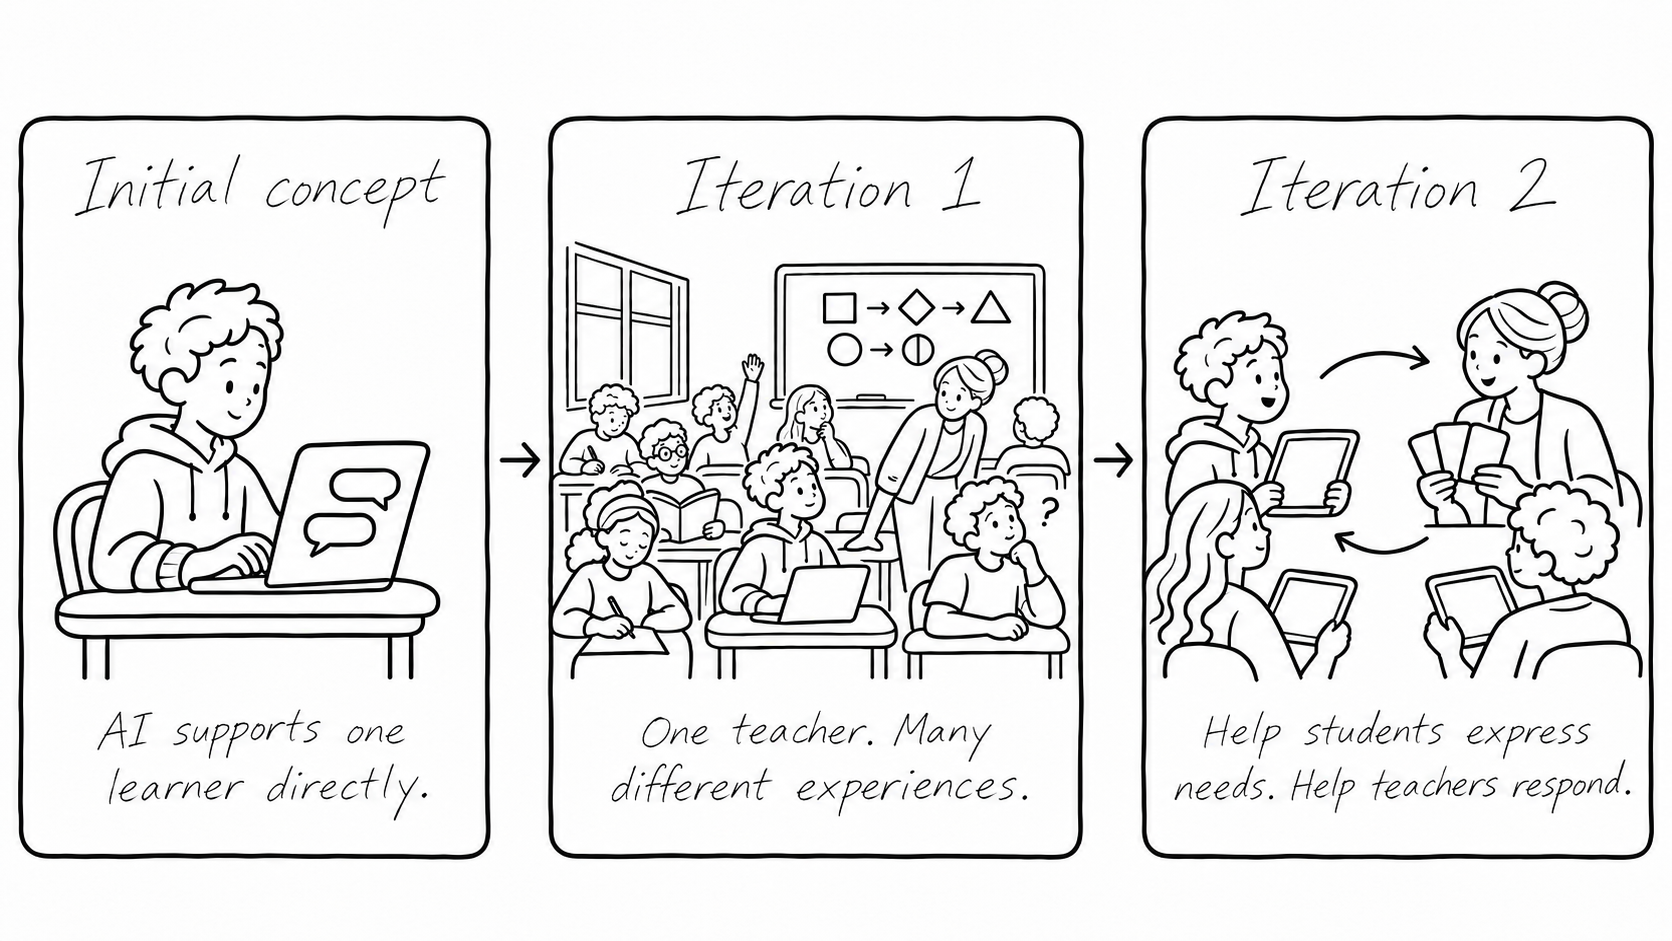 Initial concept
AI supports one
learner directly.
Iteration 1
?
One teacher. Many
different experiences.
Iteration 2
Help students express
needs. Help teachers respond.